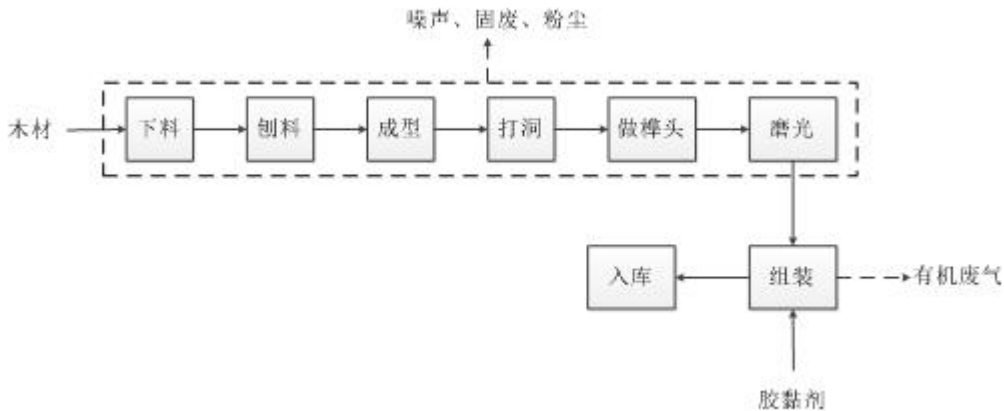 噪声、固废、粉尘
木材
下料
刨料
成型
打洞
做榫头
磨光
入库
组装
有机废气
胶黏剂